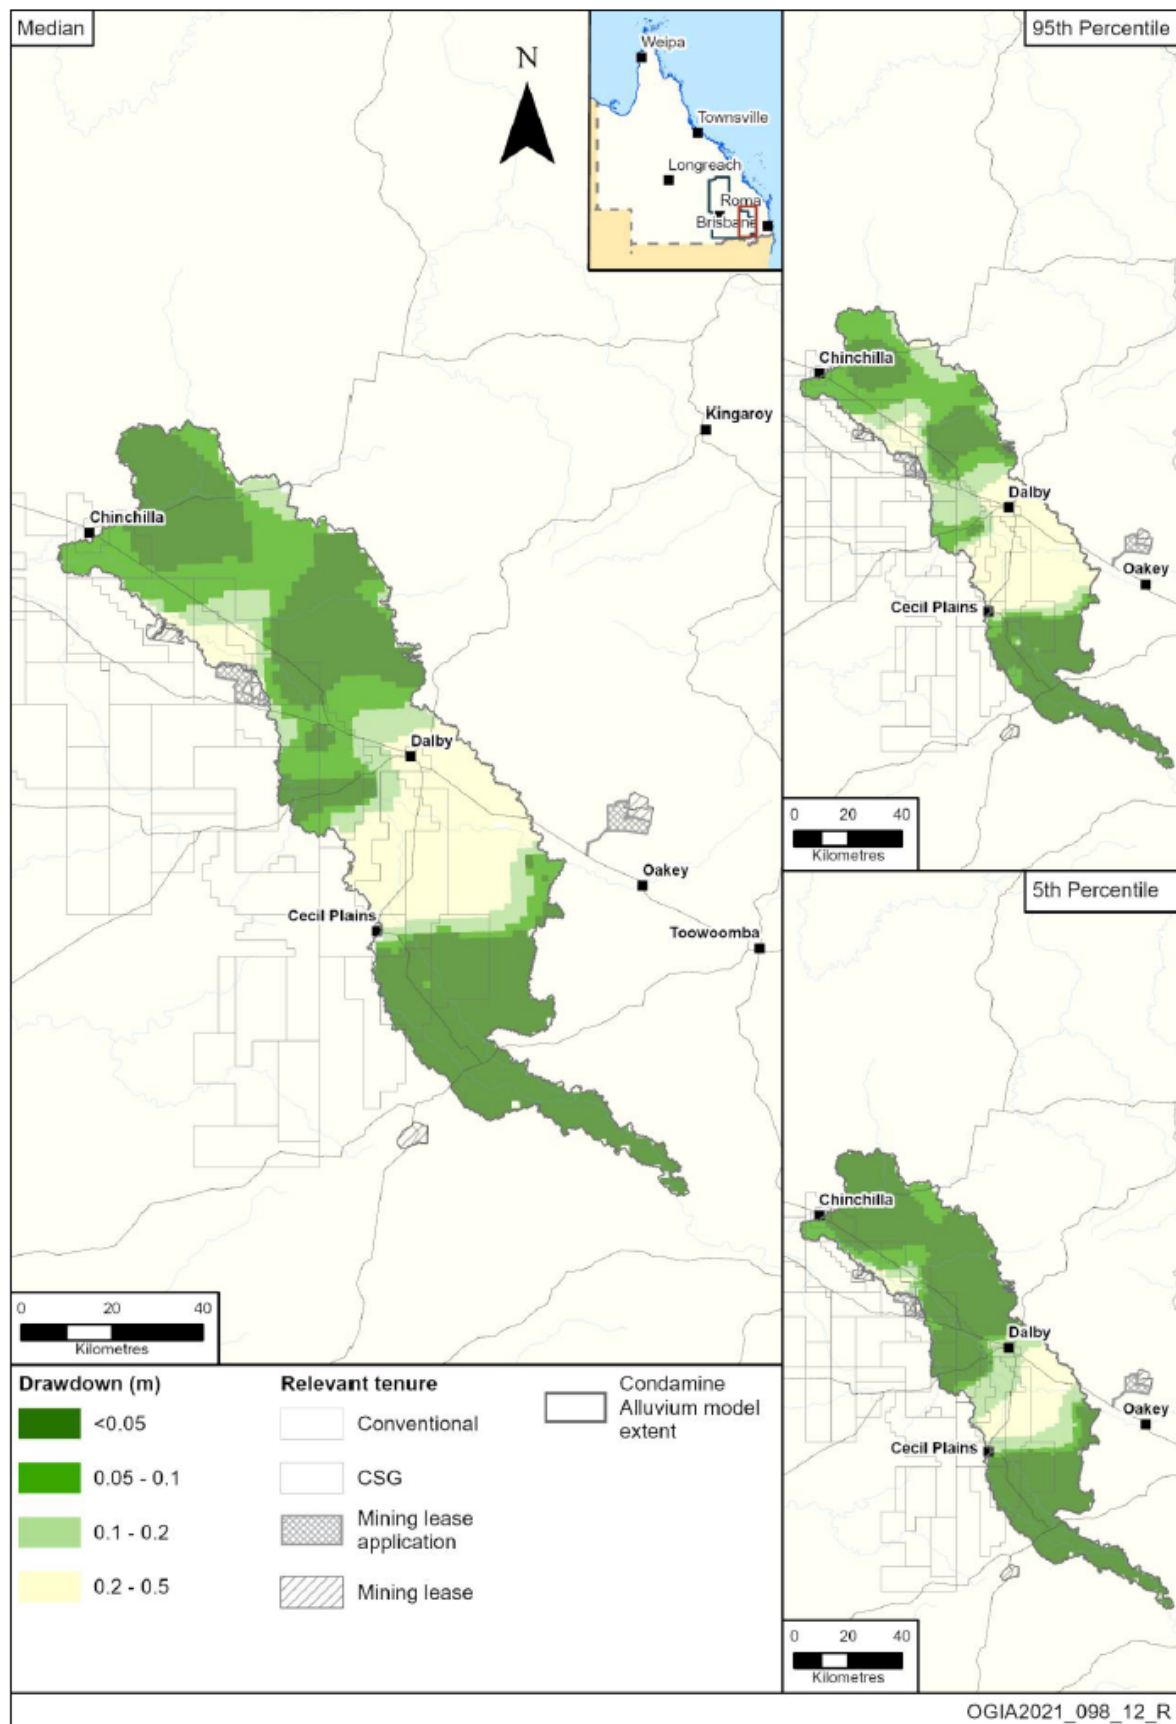 Median
N
Weipa
Townsville
Longreach
Roma
Brisbane
Kingaroy
Chinchilla
Dalby
Oakey
Cecil Plains
Toowoomba
0 20 40
Kilometres
95th Percentile
Chinchilla
Dalby
Oakey
Cecil Plains
0 20 40
Kilometres
5th Percentile
Chinchilla
Dalby
Oakey
Cecil Plains
0 20 40
Kilometres
Drawdown (m)
<0.05
0.05 - 0.1
0.1 - 0.2
0.2 - 0.5
Relevant tenure
Conventional
CSG
Mining lease
application
Mining lease
Condamine
Alluvium model
extent
OGIA2021_098_12_R